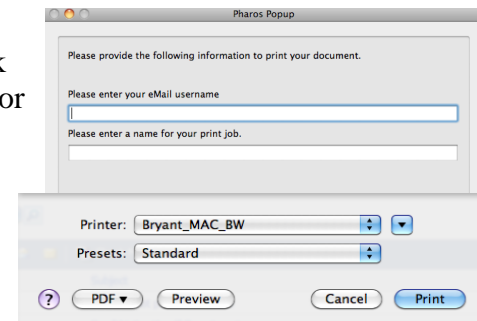 Pharos Popup
Please provide the following information to print your document.
Please enter your eMail username
Please enter a name for your print job.
or
Printer: Bryant_MAC_BW
Presets: Standard
? PDF▼ Preview Cancel Print